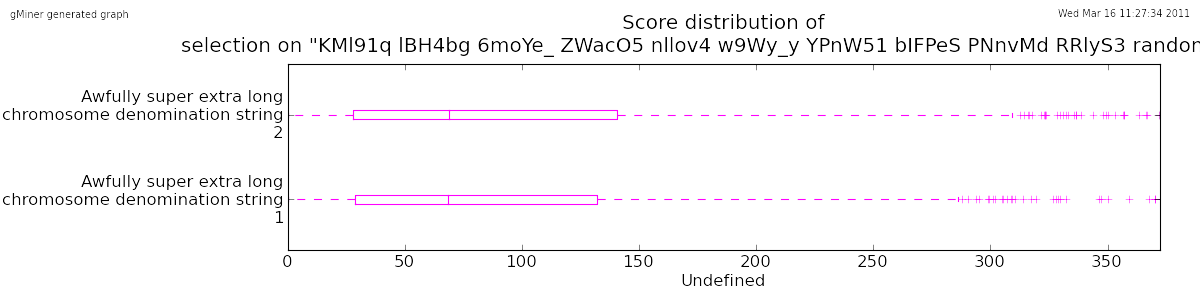 gMiner generated graph
Wed Mar 16 11:27:34 2011
Score distribution of
selection on "KMl91q lBH4bg 6moYe_ ZWacO5 nllov4 w9Wy_y YPnW51 bIFPeS PNnvMd RRlyS3 randon
Awfully super extra long
chromosome denomination string
2
Awfully super extra long
chromosome denomination string
1
0 50 100 150 200 250 300 350
Undefined